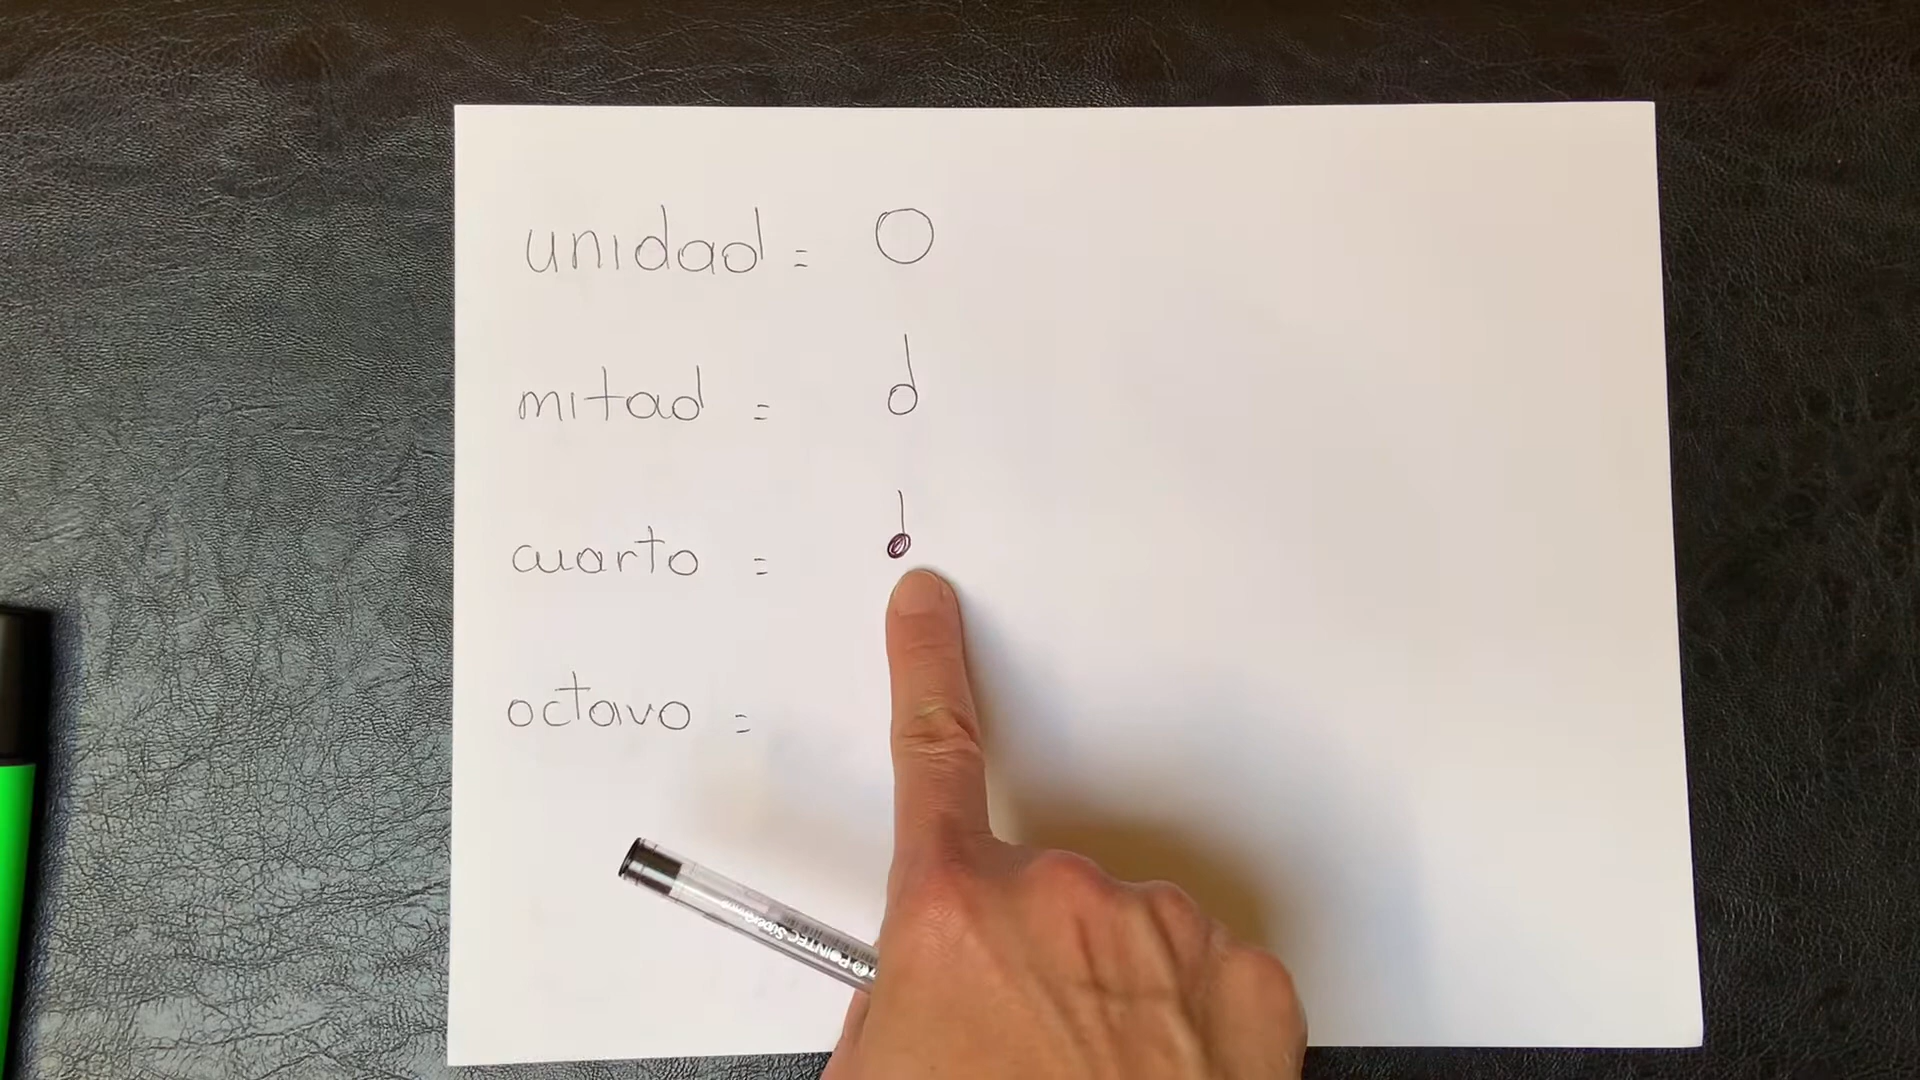 unidad =
mitad =
cuarto =
octavo =
POINTEC